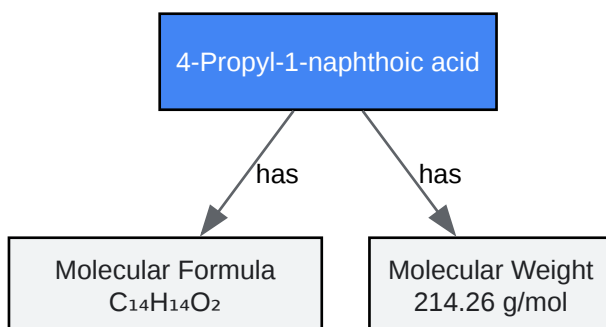 4-Propyl-1-naphthoic acid
has
has
Molecular Formula
C₁₄H₁₄O₂
Molecular Weight
214.26 g/mol